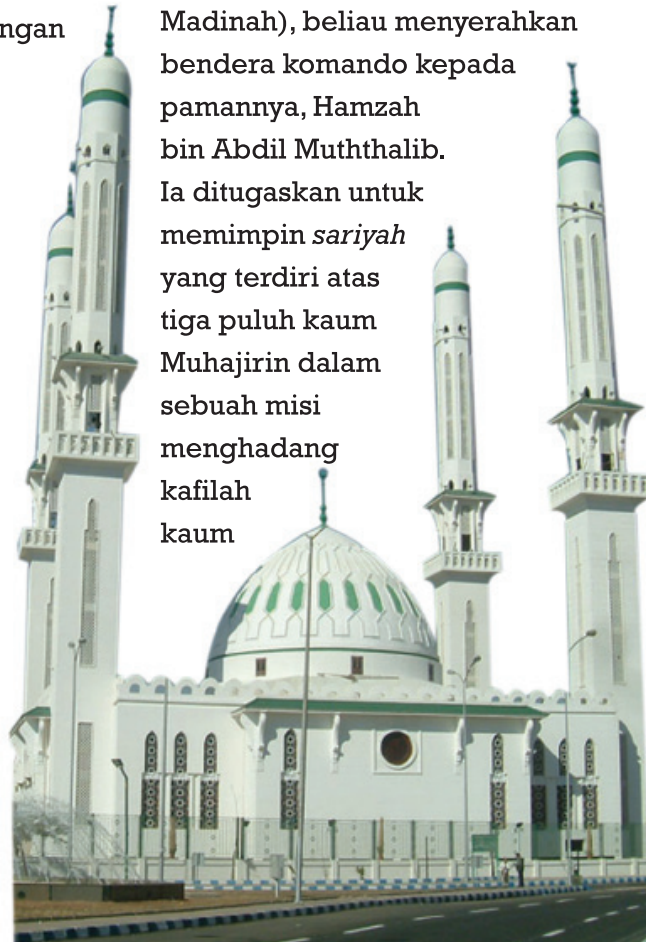 ngan
Madinah), beliau menyerahkan
bendera komando kepada
pamannya, Hamzah
bin Abdil Muththalib.
Ia ditugaskan untuk
memimpin sariyah
yang terdiri atas
tiga puluh kaum
Muhajirin dalam
sebuah misi
menghadang
kafilah
kaum